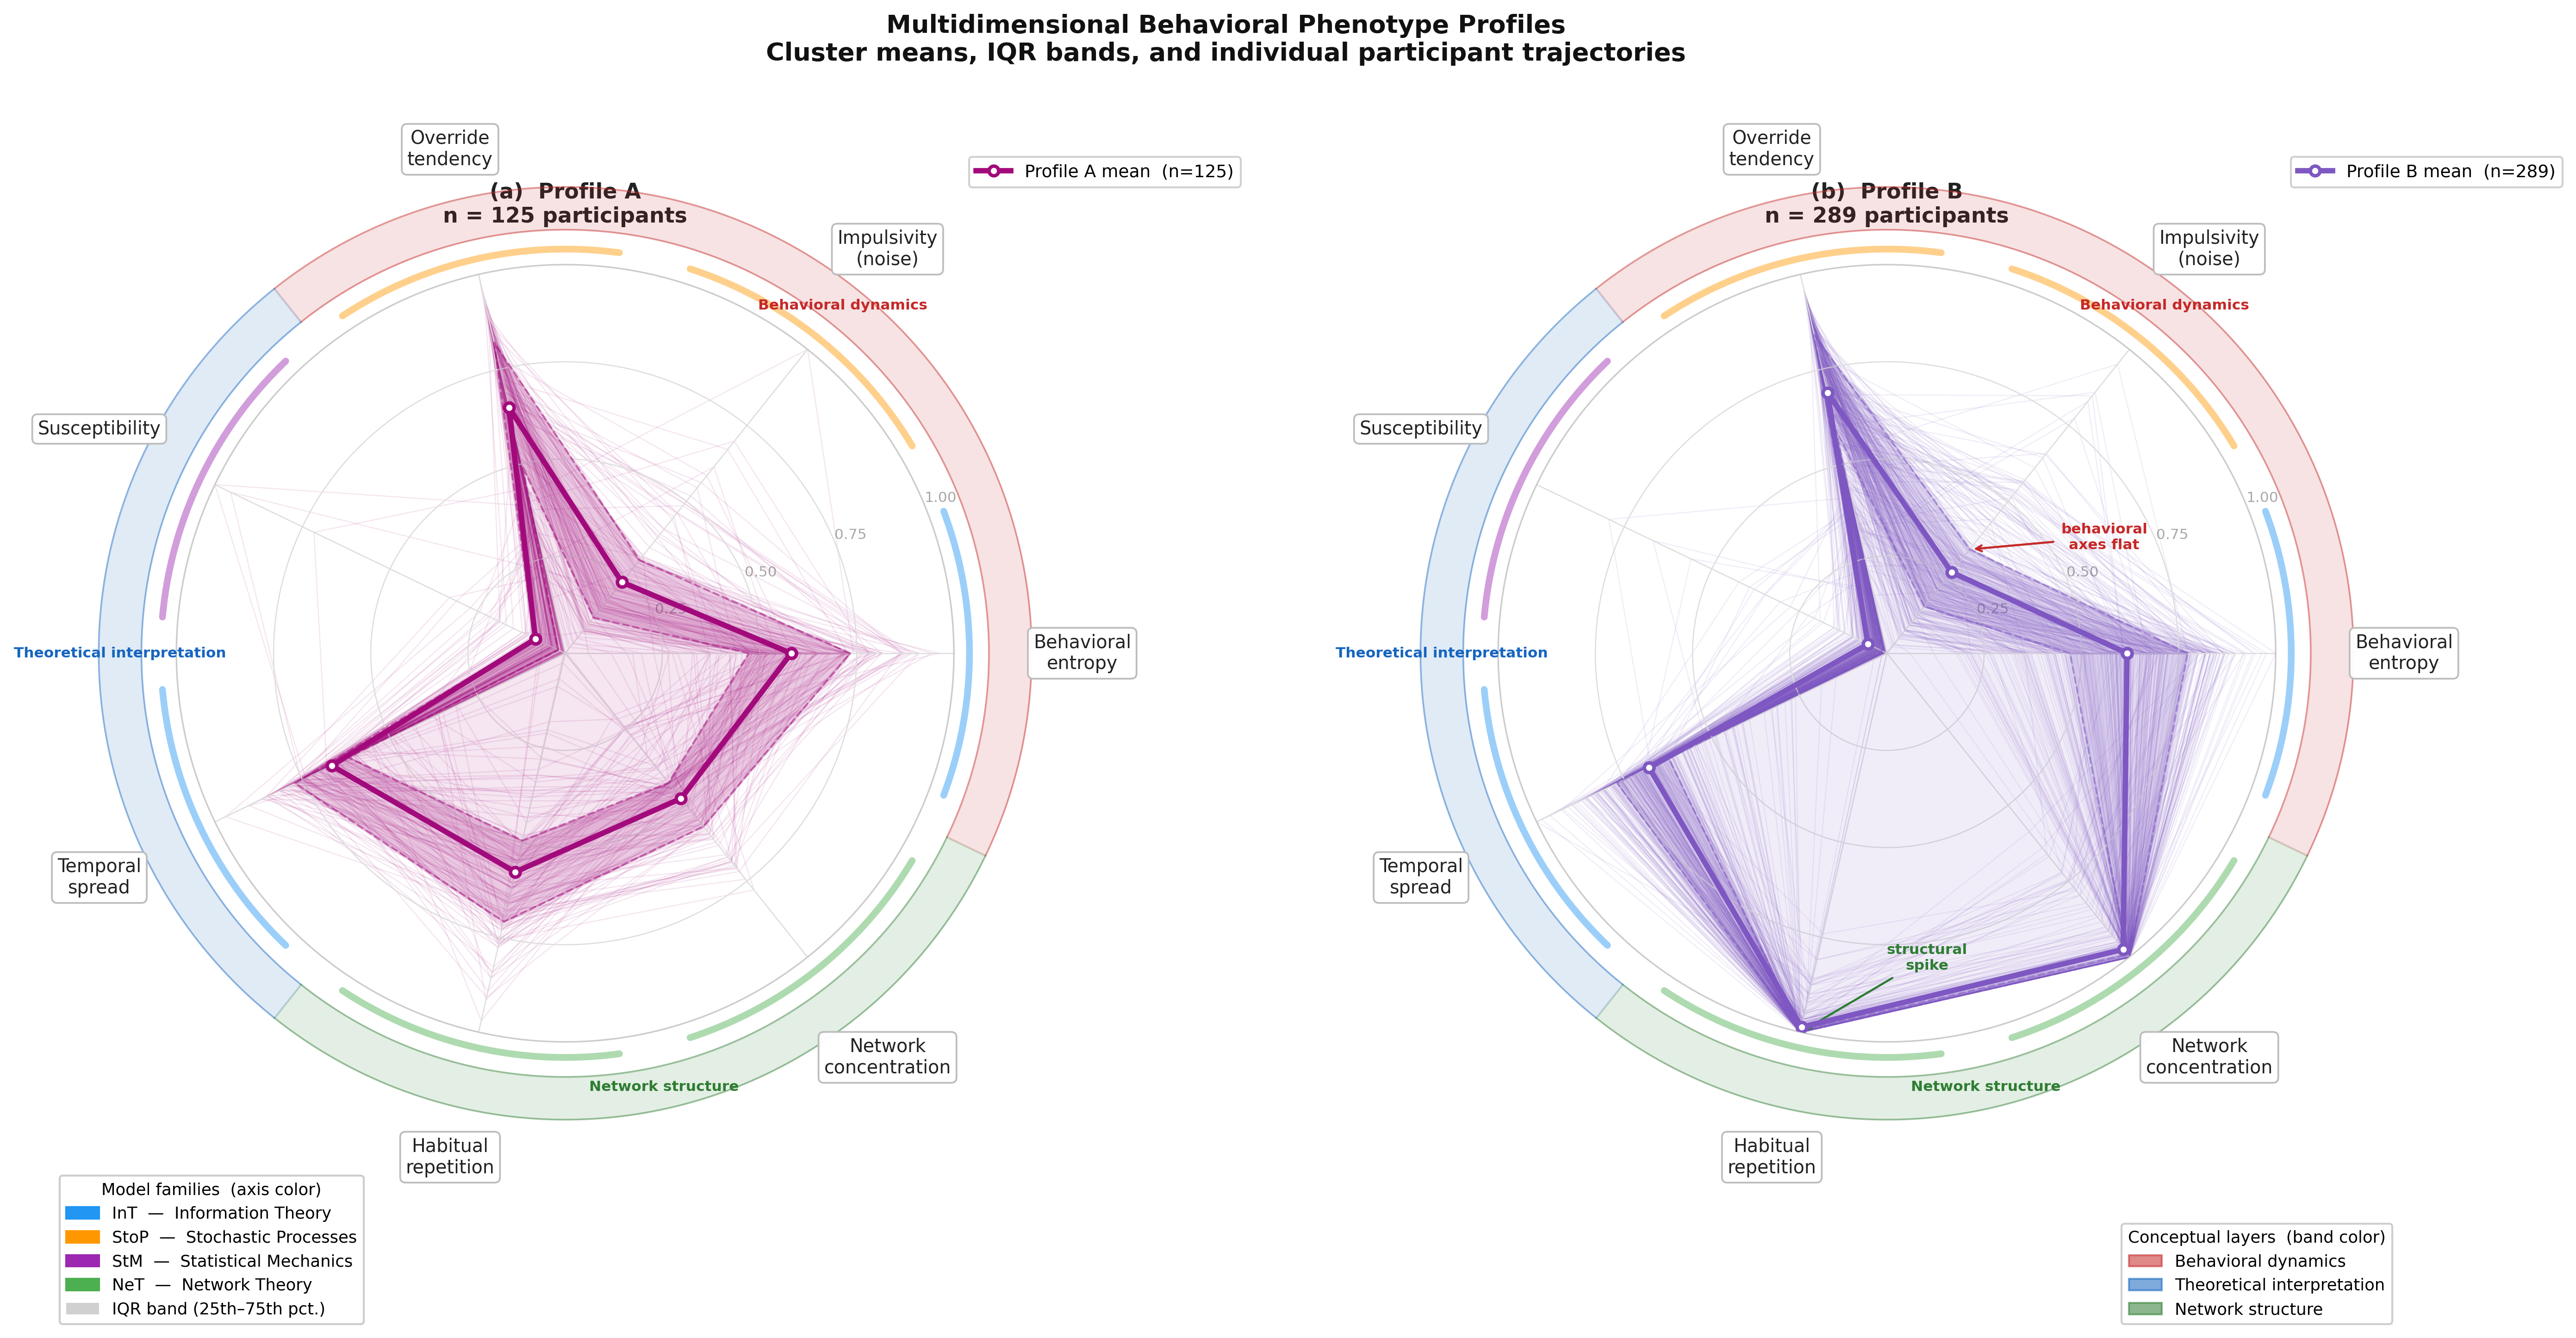 Multidimensional Behavioral Phenotype Profiles
Cluster means, IQR bands, and individual participant trajectories
(a)  Profile A
n = 125 participants
Profile A mean  (n=125)
Override
tendency
Impulsivity
(noise)
Behavioral dynamics
Susceptibility
1.00
0.75
0.50
0.25
Theoretical interpretation
Behavioral
entropy
Temporal
spread
Network
concentration
Network structure
Habitual
repetition
Model families  (axis color)
InT  —  Information Theory
StoP  —  Stochastic Processes
StM  —  Statistical Mechanics
NeT  —  Network Theory
IQR band (25th–75th pct.)
(b)  Profile B
n = 289 participants
Profile B mean  (n=289)
Override
tendency
Impulsivity
(noise)
Behavioral dynamics
Susceptibility
1.00
0.75
0.50
0.25
behavioral
axes flat
Theoretical interpretation
Behavioral
entropy
Temporal
spread
structural
spike
Network
concentration
Network structure
Habitual
repetition
Conceptual layers  (band color)
Behavioral dynamics
Theoretical interpretation
Network structure